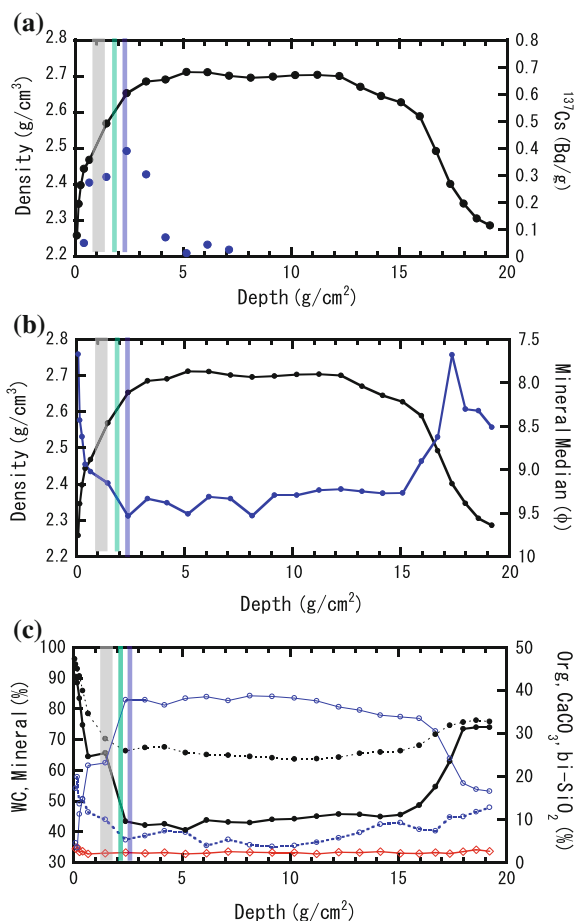 (a)
2.8
2.7
2.6
2.5
2.4
2.3
2.2
Density (g/cm3)
0.8
0.7
0.6
0.5
0.4
0.3
0.2
0.1
0
137Cs (Bq/g)
0 5 10 15 20
Depth (g/cm2)
(b)
2.8
2.7
2.6
2.5
2.4
2.3
2.2
Density (g/cm3)
7.5
8.0
8.5
9.0
9.5
10
Mineral Median (ϕ)
0 5 10 15 20
Depth (g/cm2)
(c)
100
90
80
70
60
50
40
30
WC, Mineral (%)
50
40
30
20
10
0
Org, CaCO3, bi-SiO2 (%)
0 5 10 15 20
Depth (g/cm2)